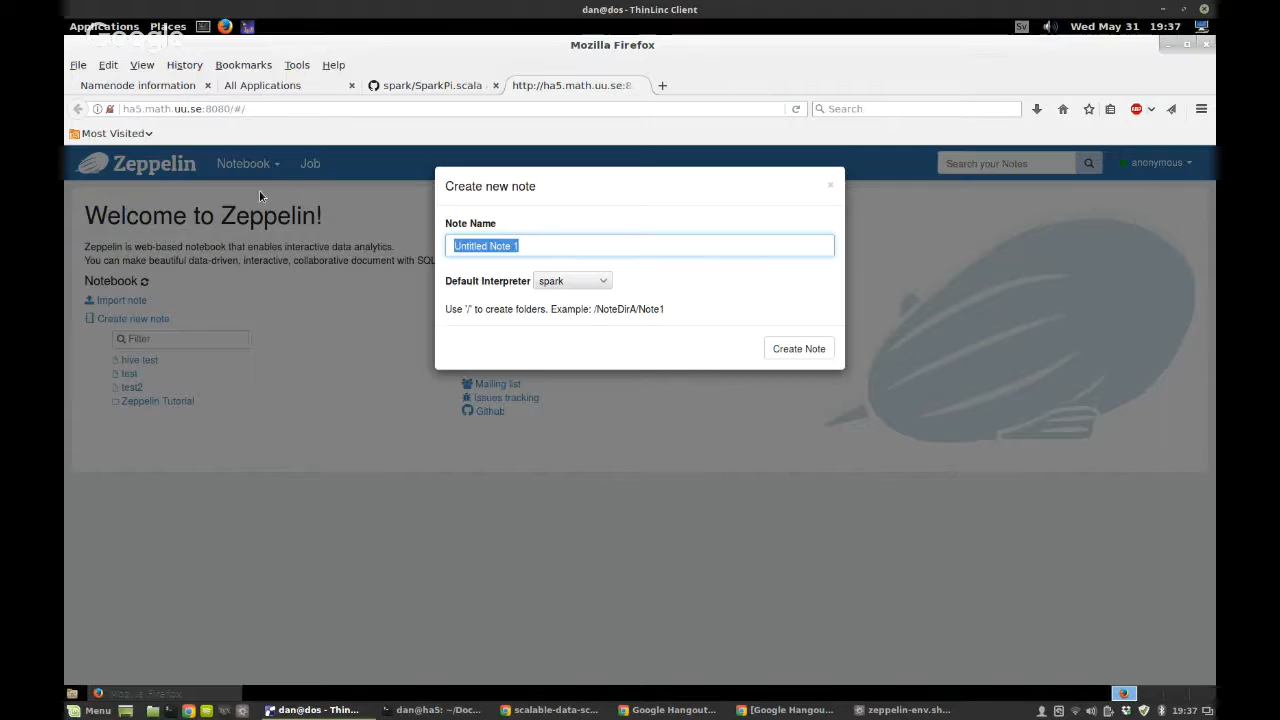 dan@dos - ThinLinc Client
Applications Places
Sv Wed May 31 19:37
Google
Mozilla Firefox
File Edit View History Bookmarks Tools Help
Namenode information × All Applications × spark/SparkPi.scala × http://ha5.math.uu.se:8
ha5.math.uu.se:8080/#/
Search
Most Visited
Zeppelin Notebook Job
Search your Notes
anonymous
Create new note ×
Note Name
Untitled Note 1
Default Interpreter spark
Use '/' to create folders. Example: /NoteDirA/Note1
Create Note
Welcome to Zeppelin!
Zeppelin is web-based notebook that enables interactive data analytics.
You can make beautiful data-driven, interactive, collaborative document with SQL
Notebook
Import note
Create new note
Filter
hive test
test
test2
Zeppelin Tutorial
Mailing list
Issues tracking
Github
Mozilla Firefox
Menu
dan@dos - Thin...
dan@ha5: ~/Doc...
scalable-data-sc...
Google Hangout...
[Google Hangou...
zeppelin-env.sh...
19:37